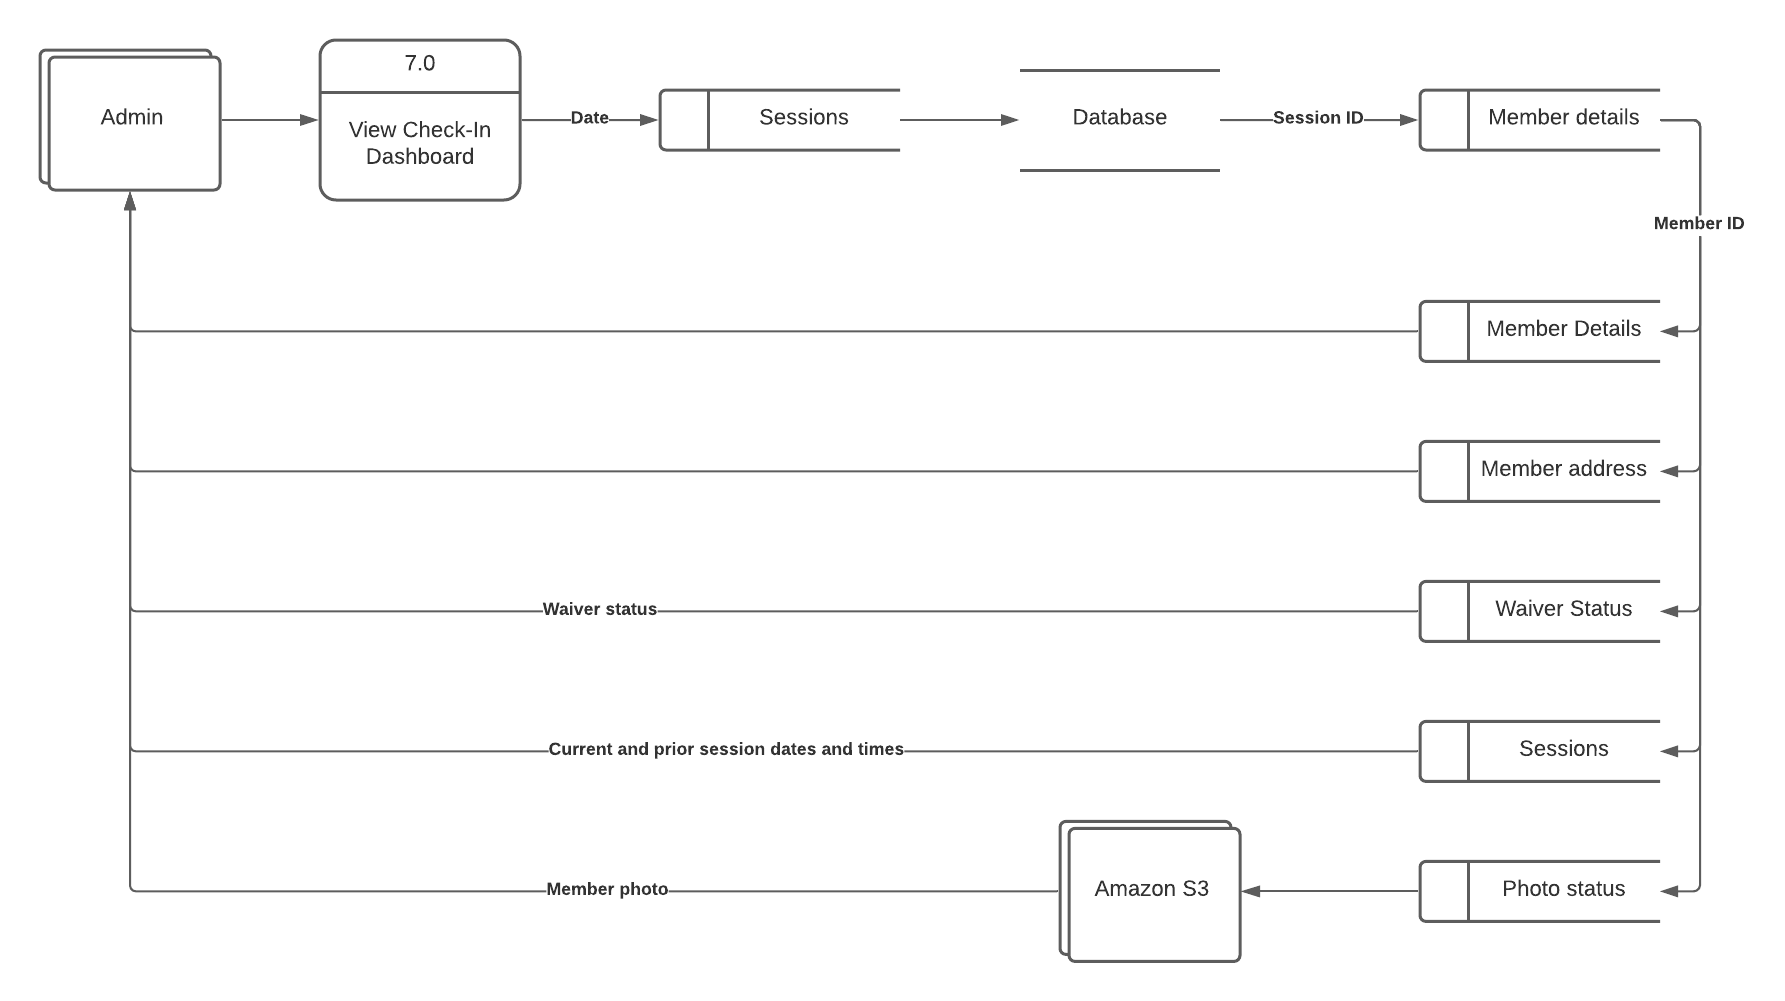 7.0
Admin
View Check-In
Dashboard
Date
Sessions
Database
Session ID
Member details
Member ID
Member Details
Member address
Waiver status
Waiver Status
Current and prior session dates and times
Sessions
Member photo
Amazon S3
Photo status